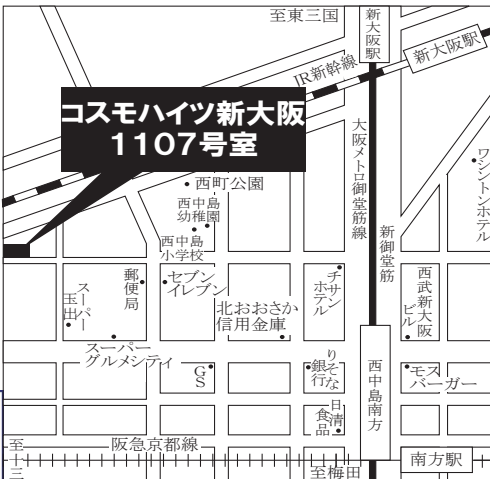 至東三国
新大阪駅
JR新幹線
新大阪駅
コスモハイツ新大阪
1107号室
大阪メトロ御堂筋線
新御堂筋
ワシントンホテル
西町公園
西中島
幼稚園
西中島
小学校
郵便局
スーパー
玉出
セブン
イレブン
北おおさか
信用金庫
チサン
ホテル
西武新大阪
ビル
スーパー
グルメシティ
GS
りそな
銀行
西中島南方
モス
バーガー
日清
食品
至十三
阪急京都線
至梅田
南方駅